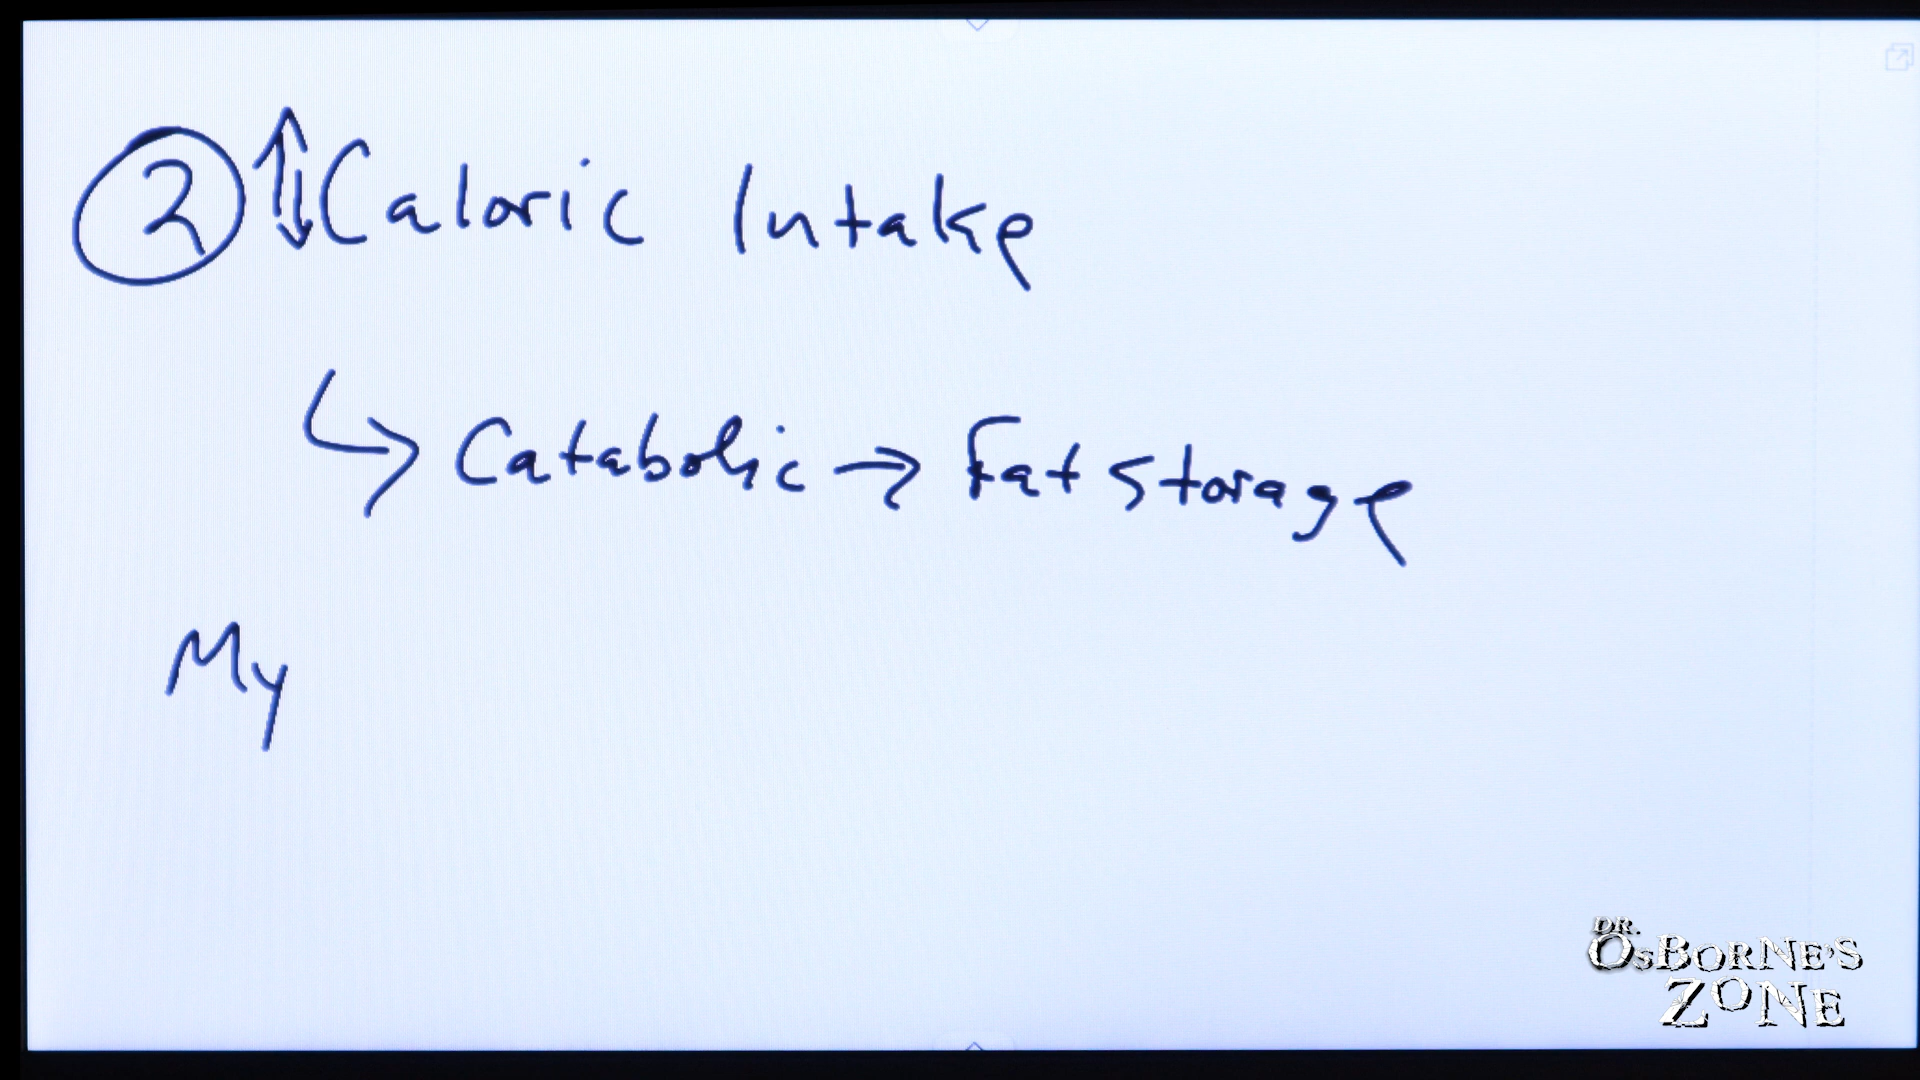 2 ↑↓ Caloric Intake
↳ Catabolic → Fat Storage
My
DR.
OSBORNE'S
ZONE